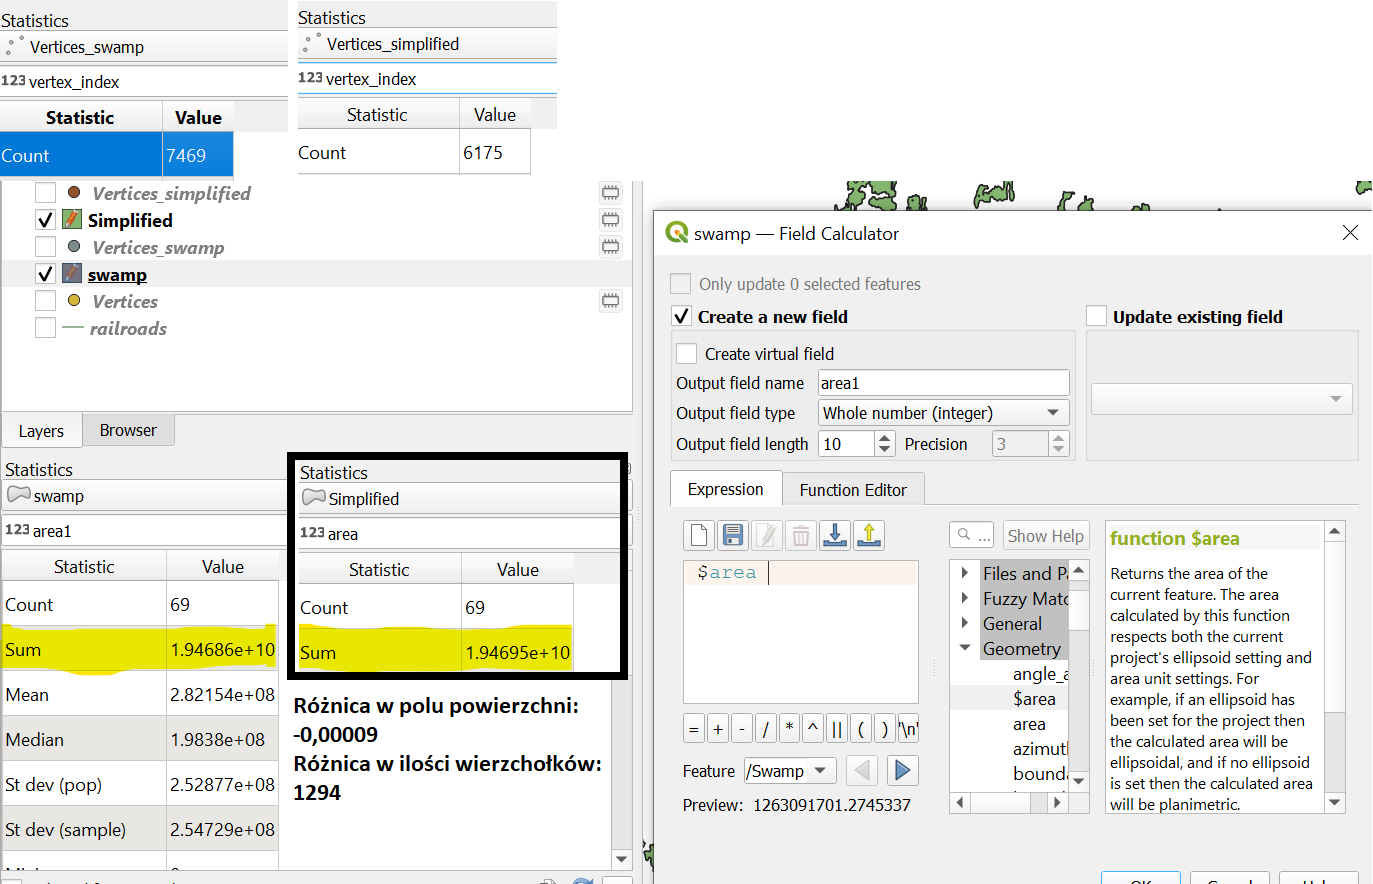 Statistics
Vertices_swamp
123 vertex_index
Statistic Value
Count 7469
Statistics
Vertices_simplified
123 vertex_index
Statistic Value
Count 6175
Vertices_simplified
Simplified
Vertices_swamp
swamp
Vertices
railroads
Layers Browser
Statistics
swamp
123 area1
Statistic Value
Count 69
Sum 1.94686e+10
Mean 2.82154e+08
Median 1.9838e+08
St dev (pop) 2.52877e+08
St dev (sample) 2.54729e+08
Statistics
Simplified
123 area
Statistic Value
Count 69
Sum 1.94695e+10
Różnica w polu powierzchni:
-0,00009
Różnica w ilości wierzchołków:
1294
swamp — Field Calculator
Only update 0 selected features
Create a new field
Update existing field
Create virtual field
Output field name area1
Output field type Whole number (integer)
Output field length 10 Precision 3
Expression Function Editor
... Show Help
$area
Files and Pa
Fuzzy Matc
General
Geometry
angle_a
$area
area
azimut
bounda
function $area
Returns the area of the
current feature. The area
calculated by this function
respects both the current
project's ellipsoid setting and
area unit settings. For
example, if an ellipsoid has
been set for the project then
the calculated area will be
ellipsoidal, and if no ellipsoid
is set then the calculated area
will be planimetric.
= + - / * ^ || ( ) '\n'
Feature /Swamp
Preview: 1263091701.2745337